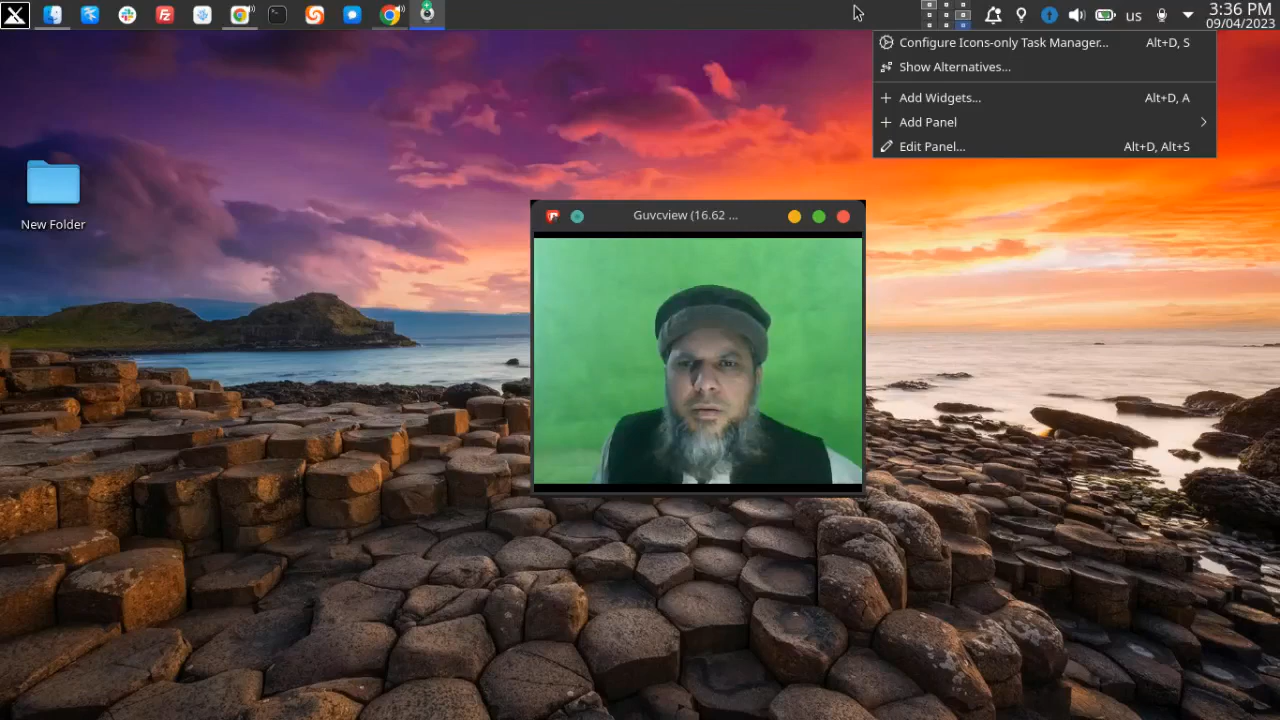 us
3:36 PM
09/04/2023
Configure Icons-only Task Manager... Alt+D, S
Show Alternatives...
Add Widgets... Alt+D, A
Add Panel
Edit Panel... Alt+D, Alt+S
New Folder
Guvcview (16.62 ...